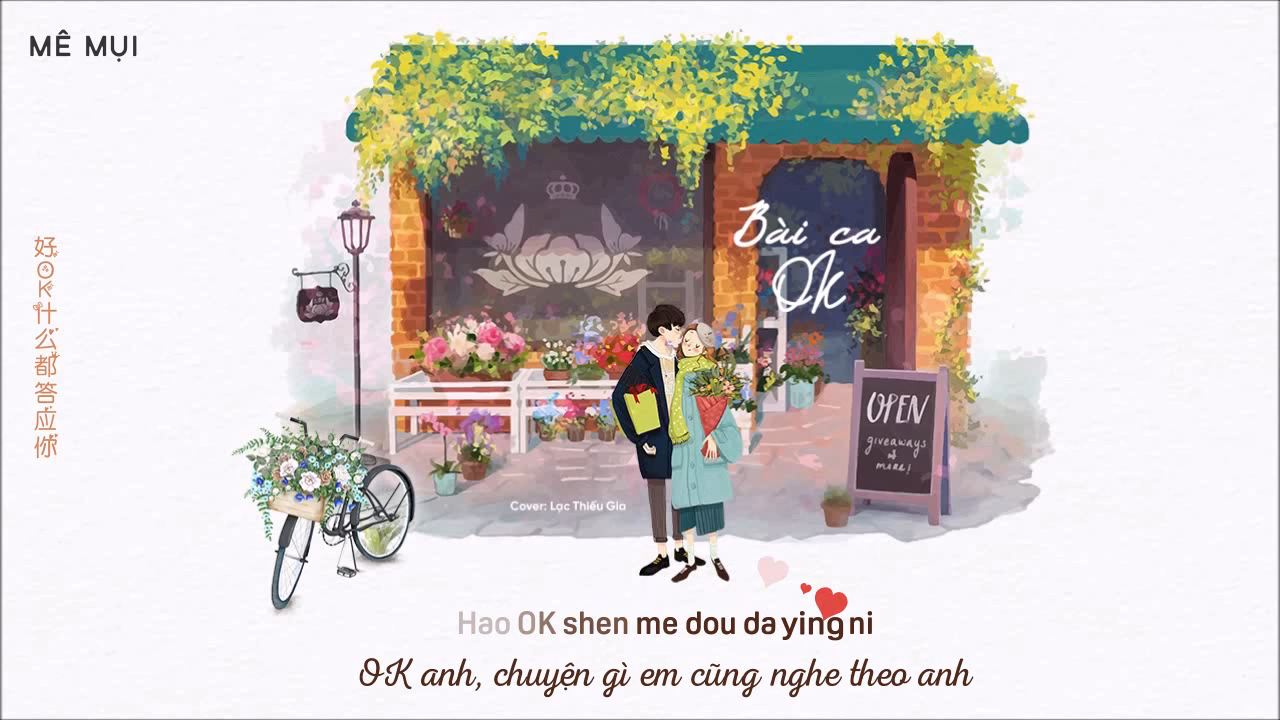 MÊ MỤI
好OK什么都答应你
Bài ca
OK
OPEN
giveaways
&
more!
Cover: Lạc Thiếu Gia
Hao OK shen me dou da ying ni
OK anh, chuyện gì em cũng nghe theo anh